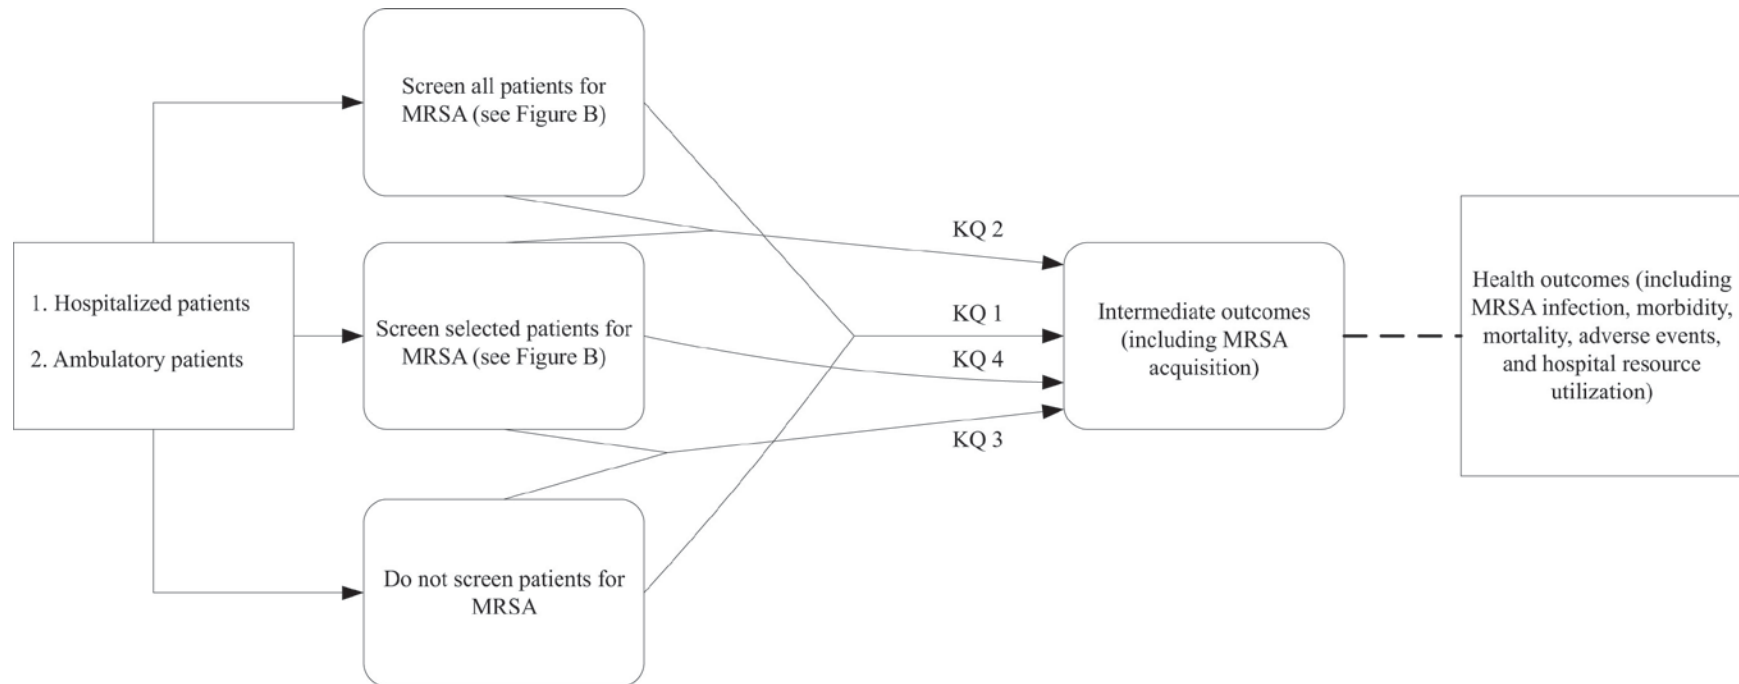 Screen all patients for
MRSA (see Figure B)
1. Hospitalized patients
2. Ambulatory patients
Screen selected patients for
MRSA (see Figure B)
Do not screen patients for
MRSA
KQ 2
KQ 1
KQ 4
KQ 3
Intermediate outcomes
(including MRSA
acquisition)
Health outcomes (including
MRSA infection, morbidity,
mortality, adverse events,
and hospital resource
utilization)